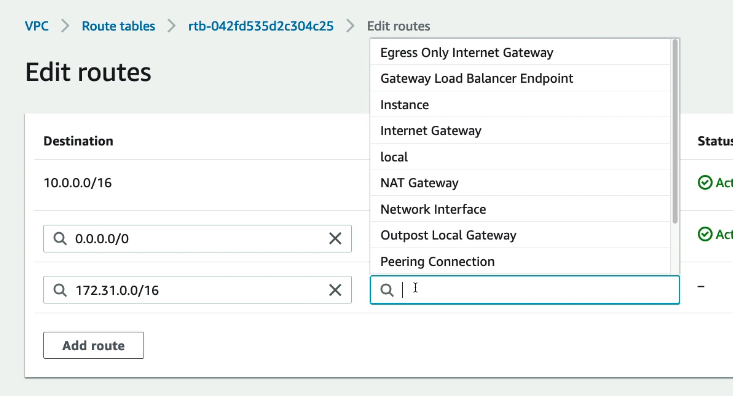 VPC > Route tables > rtb-042fd535d2c304c25 > Edit routes
Edit routes
Destination
Status
10.0.0.0/16
Act
0.0.0.0/0
Act
172.31.0.0/16
–
Egress Only Internet Gateway
Gateway Load Balancer Endpoint
Instance
Internet Gateway
local
NAT Gateway
Network Interface
Outpost Local Gateway
Peering Connection
Add route